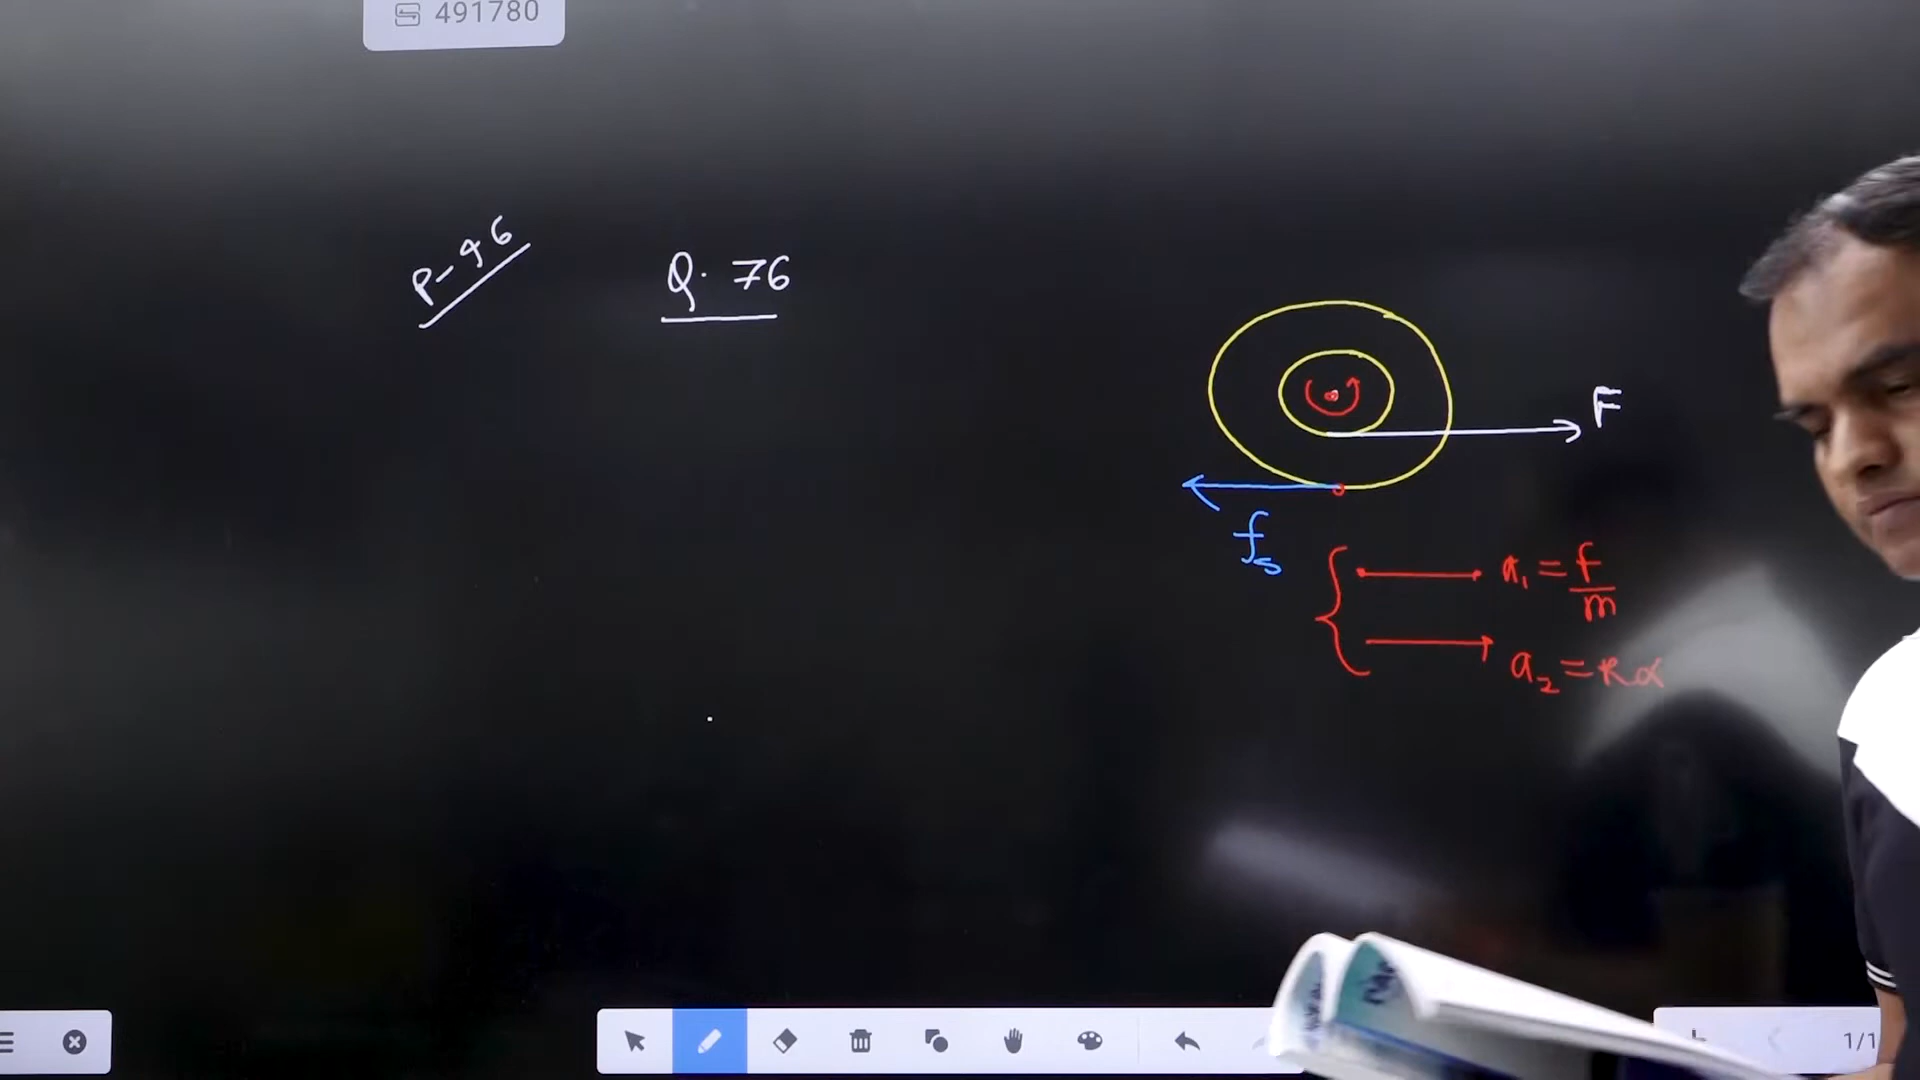 491780
P-96
Q. 76
F
fs
a₁ = f/m
a₂ = Rα
1/1